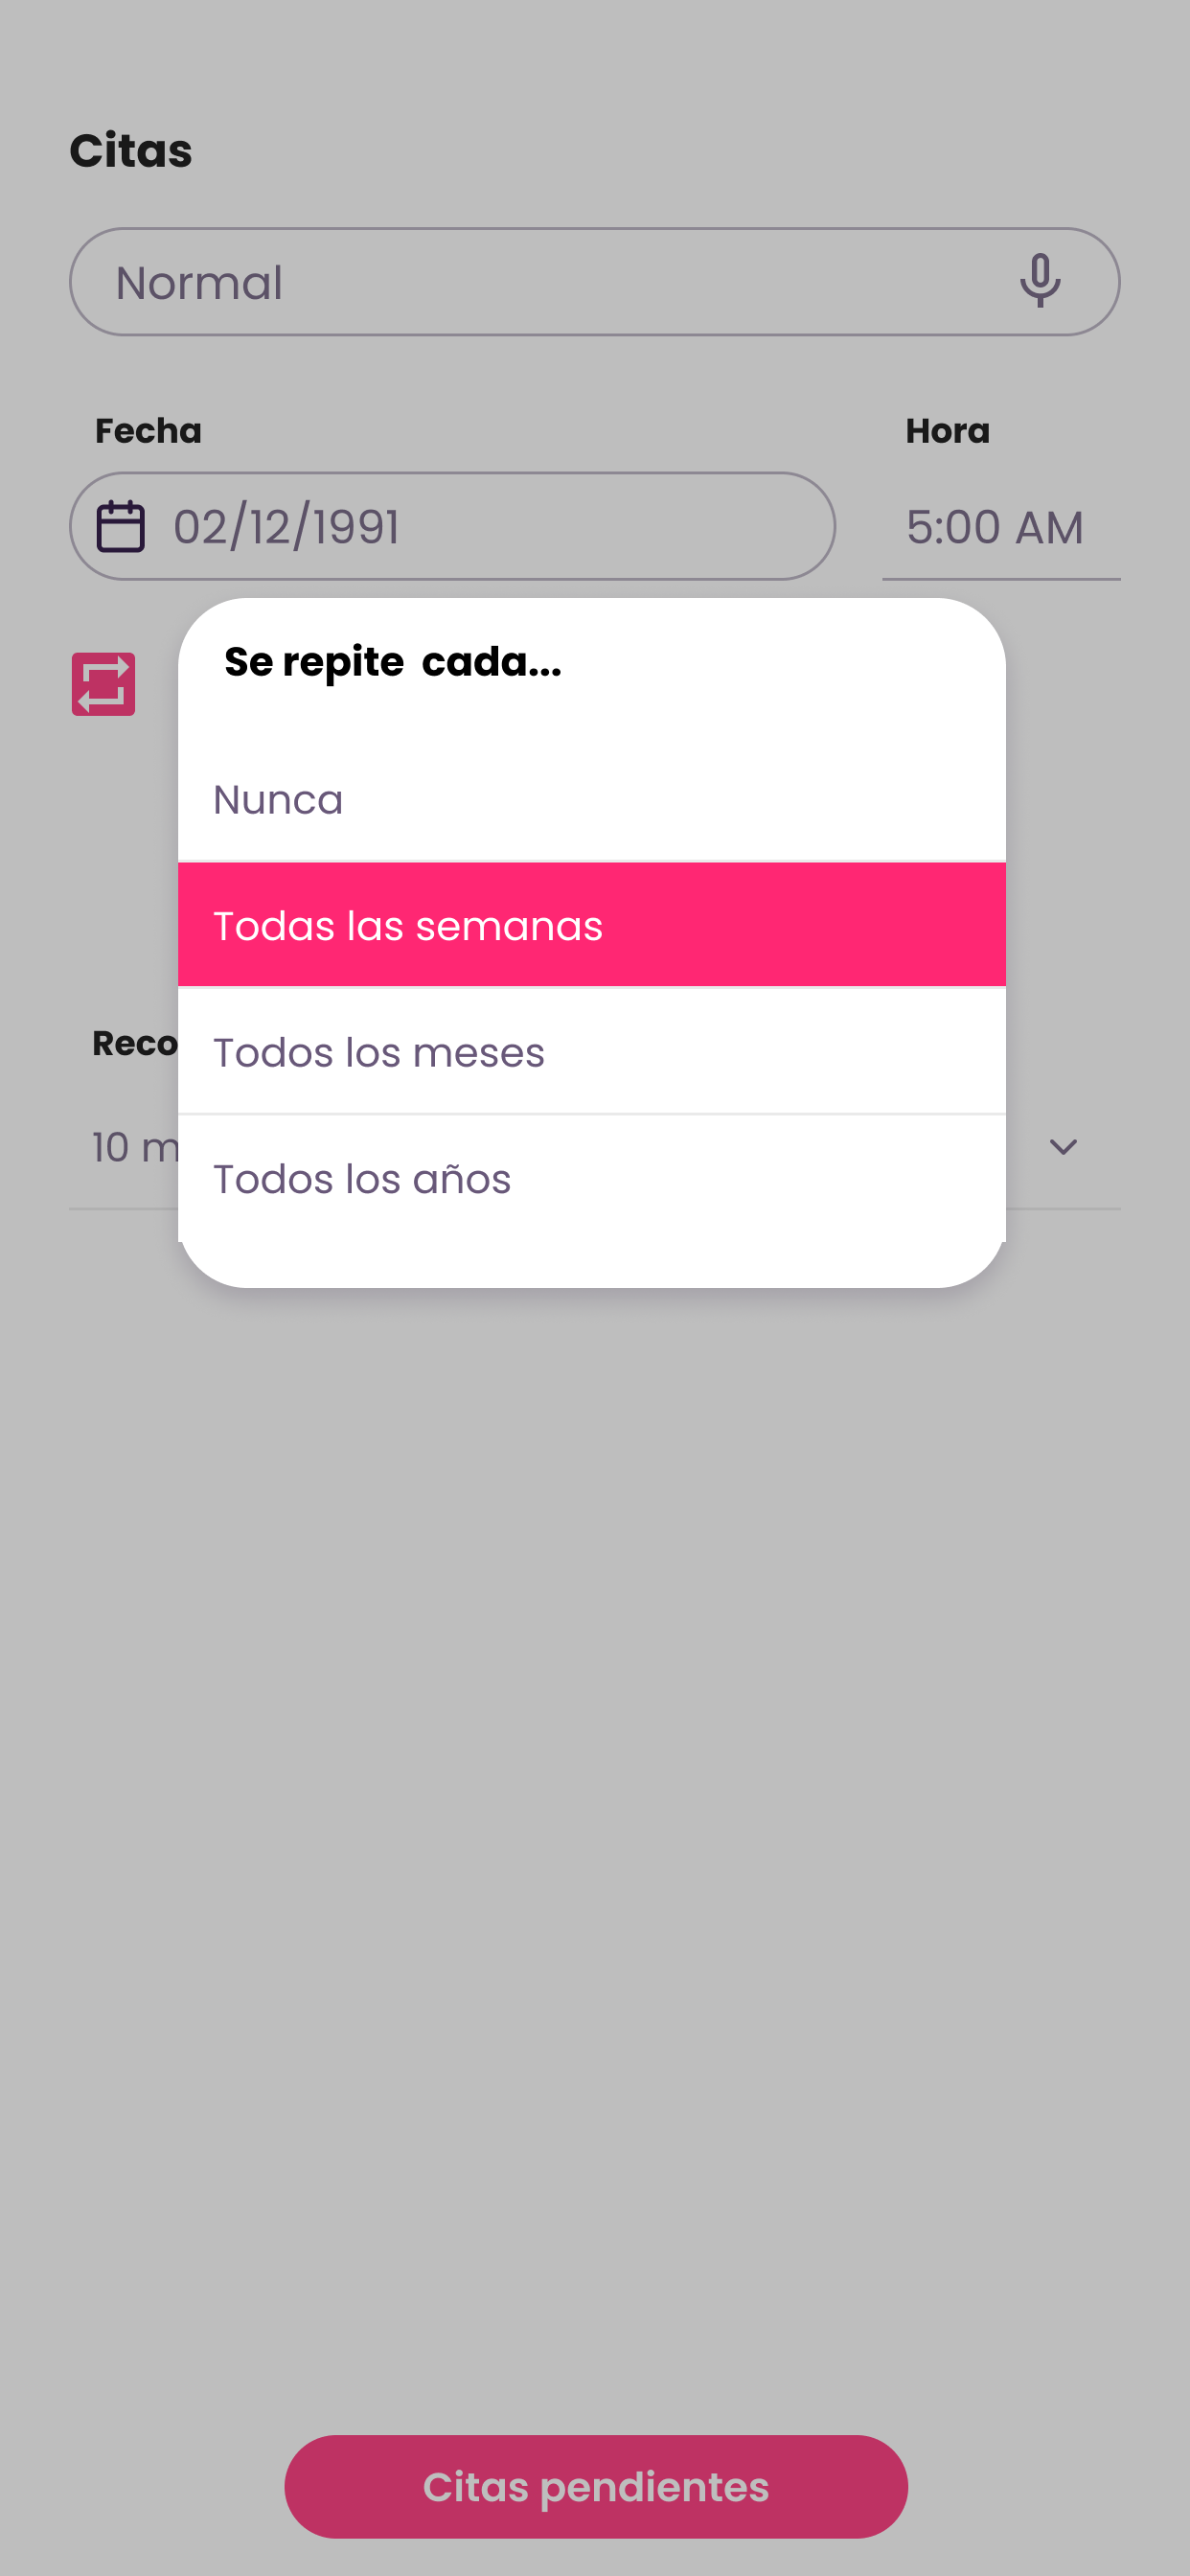 Citas
Normal
Fecha
Hora
02/12/1991
5:00 AM
Se repite  cada...
Nunca
Todas las semanas
Todos los meses
Todos los años
10
Citas pendientes